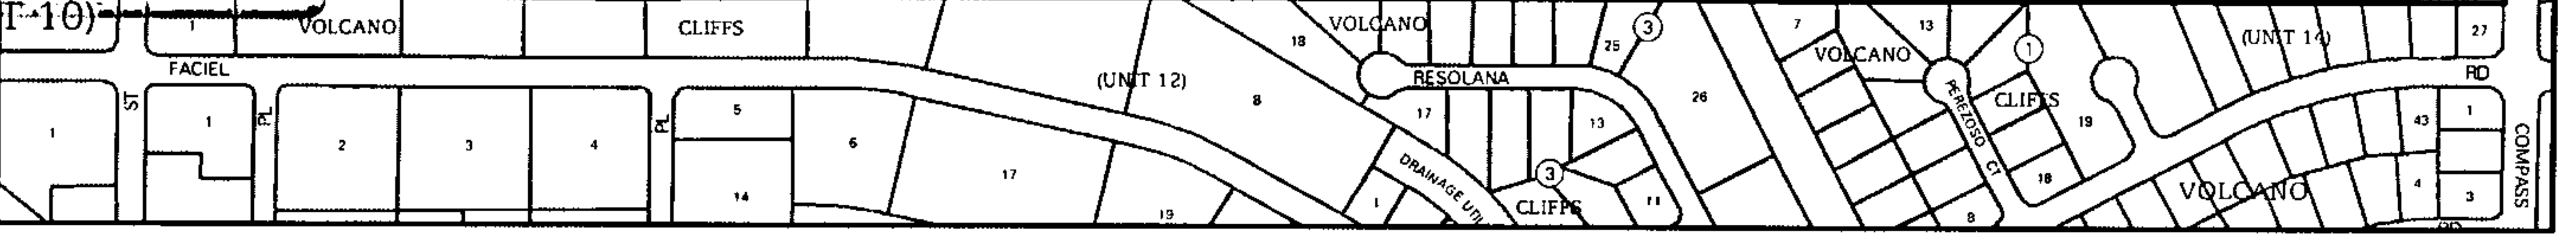 T-10)
1
VOLCANO
CLIFFS
FACIEL
ST
1
1
PL
2
3
4
PL
5
14
6
17
(UNIT 12)
8
19
18
VOLCANO
RESOLANA
17
DRAINAGE UTIL
1
3
CLIFFS
13
11
25
3
26
7
VOLCANO
13
1
PEREZOSO CT
CLIFFS
18
8
19
(UNIT 14)
27
RD
VOLCANO
43
4
1
3
COMPASS
RD